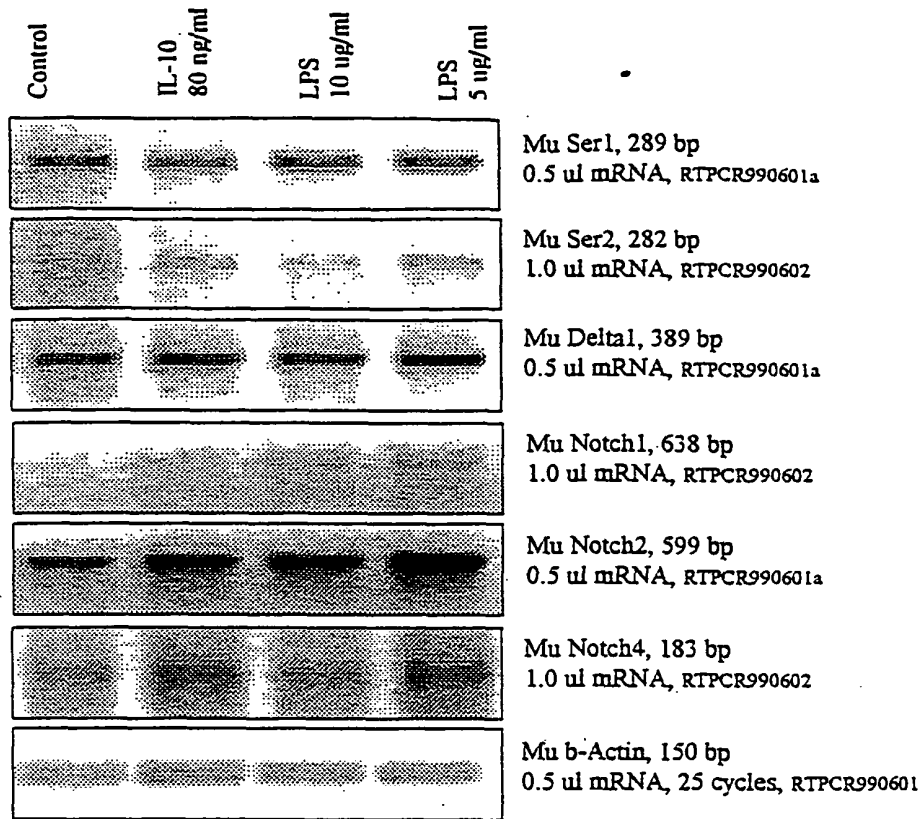 Control
IL-10
80 ng/ml
LPS
10 ug/ml
LPS
5 ug/ml
Mu Ser1, 289 bp
0.5 ul mRNA, RTPCR990601a
Mu Ser2, 282 bp
1.0 ul mRNA, RTPCR990602
Mu Delta1, 389 bp
0.5 ul mRNA, RTPCR990601a
Mu Notch1, 638 bp
1.0 ul mRNA, RTPCR990602
Mu Notch2, 599 bp
0.5 ul mRNA, RTPCR990601a
Mu Notch4, 183 bp
1.0 ul mRNA, RTPCR990602
Mu b-Actin, 150 bp
0.5 ul mRNA, 25 cycles, RTPCR990601